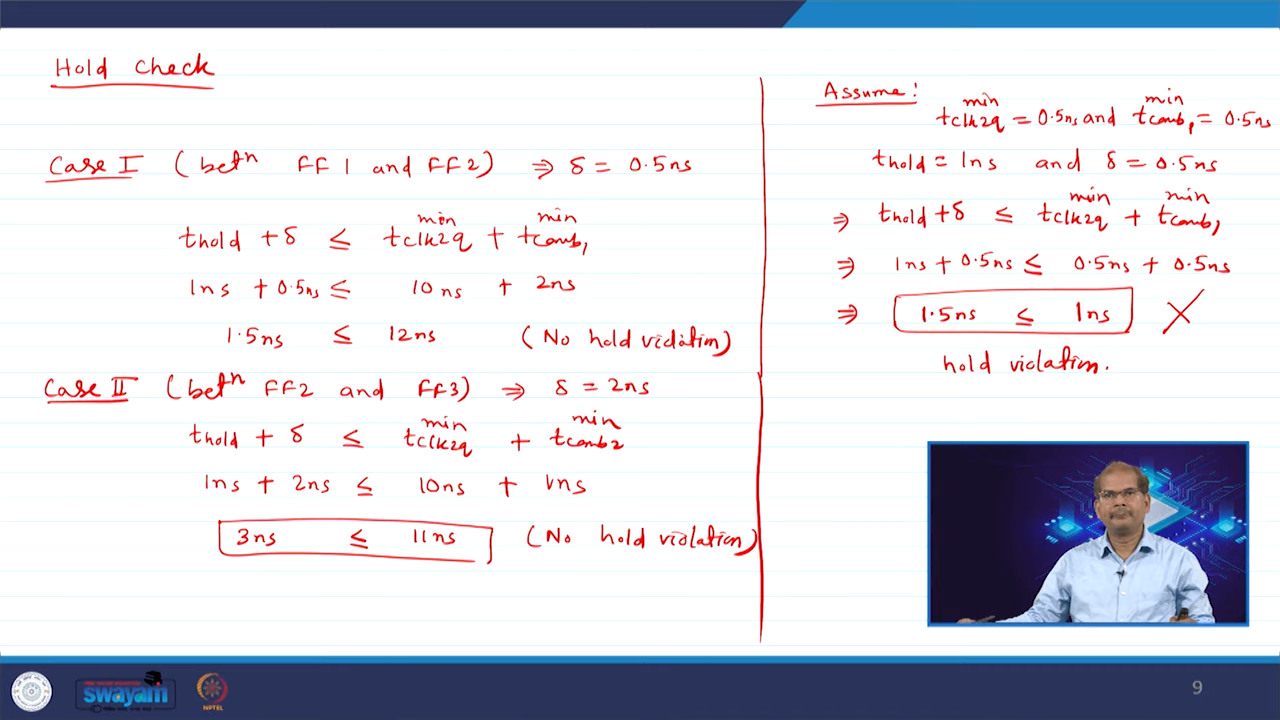 Hold Check
Case I (betⁿ FF1 and FF2) ⇒ δ = 0.5ns
thold + δ ≤ tclk2q^min + tcomb1^min
1ns + 0.5ns ≤ 10ns + 2ns
1.5ns ≤ 12ns (No hold violation)
Case II (betⁿ FF2 and FF3) ⇒ δ = 2ns
thold + δ ≤ tclk2q^min + tcomb2^min
1ns + 2ns ≤ 10ns + 1ns
3ns ≤ 11ns (No hold violation)
Assume:
tclk2q^min = 0.5ns and tcomb1^min = 0.5ns
thold = 1ns and δ = 0.5ns
⇒ thold + δ ≤ tclk2q^min + tcomb1^min
⇒ 1ns + 0.5ns ≤ 0.5ns + 0.5ns
⇒ 1.5ns ≤ 1ns ✗
hold violation.
swayam
NPTEL
9